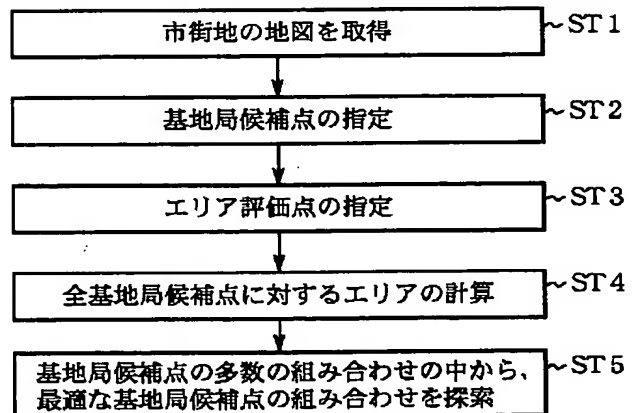 市街地の地図を取得
~ST1
基地局候補点の指定
~ST2
エリア評価点の指定
~ST3
全基地局候補点に対するエリアの計算
~ST4
基地局候補点の多数の組み合わせの中から、
最適な基地局候補点の組み合わせを探索
~ST5